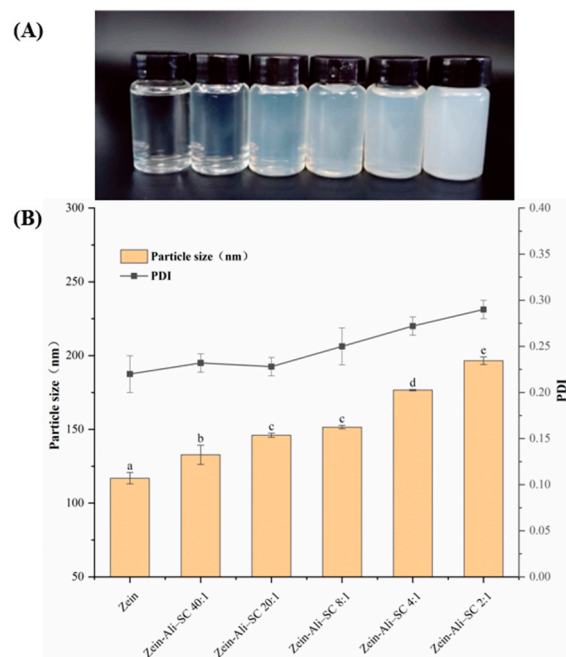 (A)
(B)
300
250
200
150
100
50
Particle size (nm)
0.40
0.35
0.30
0.25
0.20
0.15
0.10
0.05
0.00
PDI
Particle size（nm）
PDI
a
b
c
c
d
e
Zein
Zein-Ali–SC 40:1
Zein-Ali–SC 20:1
Zein-Ali–SC 8:1
Zein-Ali–SC 4:1
Zein-Ali–SC 2:1